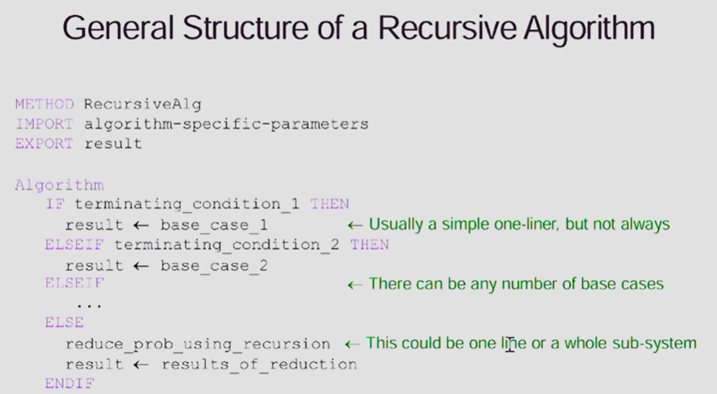 General Structure of a Recursive Algorithm
METHOD RecursiveAlg
IMPORT algorithm-specific-parameters
EXPORT result
Algorithm
IF terminating_condition_1 THEN
result ← base_case_1 ← Usually a simple one-liner, but not always
ELSEIF terminating_condition_2 THEN
result ← base_case_2
ELSEIF ← There can be any number of base cases
...
ELSE
reduce_prob_using_recursion ← This could be one line or a whole sub-system
result ← results_of_reduction
ENDIF